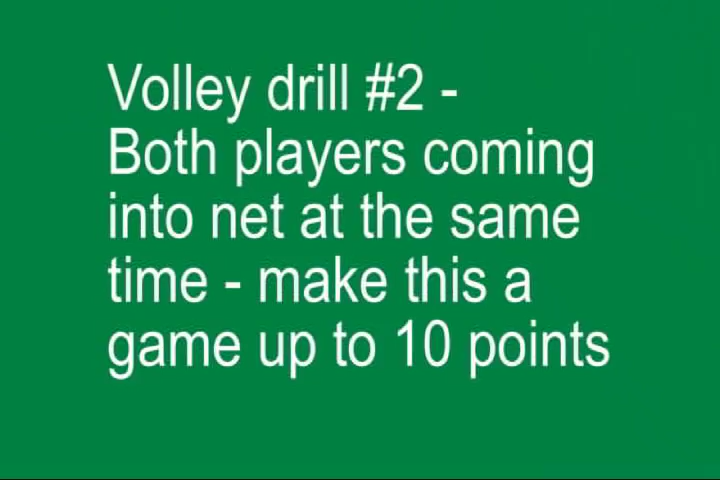 Volley drill #2 -
Both players coming
into net at the same
time - make this a
game up to 10 points